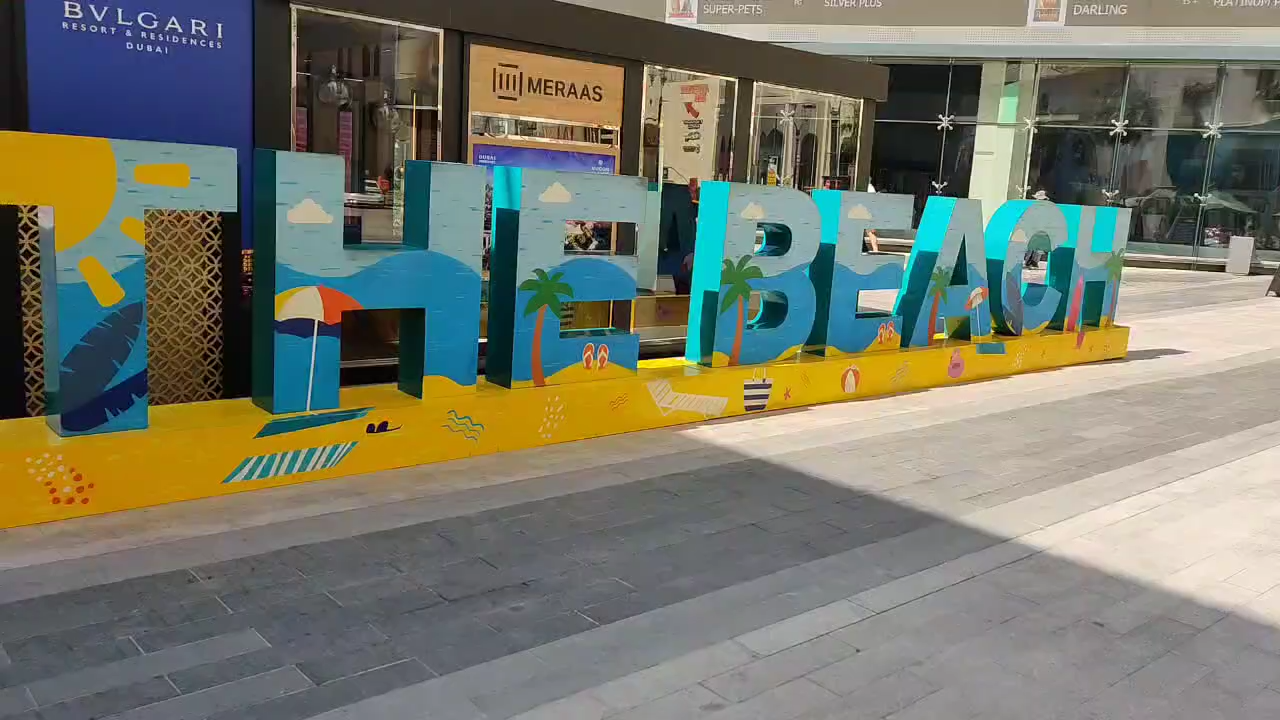 BVLGARI
RESORT & RESIDENCES
DUBAI
MERAAS
SUPER-PETS
SILVER PLUS
DARLING
THE BEACH